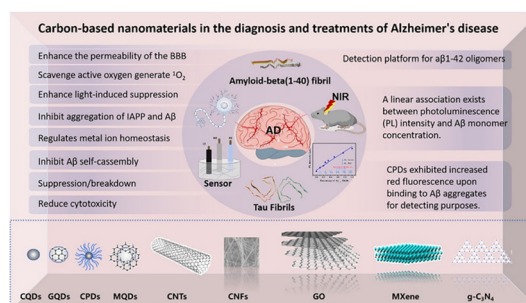 Carbon-based nanomaterials in the diagnosis and treatments of Alzheimer's disease
Enhance the permeability of the BBB
Scavenge active oxygen generate ¹O₂
Enhance light-induced suppression
Inhibit aggregation of IAPP and Aβ
Regulates metal ion homeostasis
Inhibit Aβ self-assembly
Suppression/breakdown
Reduce cytotoxicity
Amyloid-beta(1-40) fibril
NIR
AD
Sensor
Tau Fibrils
Detection platform for aβ1-42 oligomers
A linear association exists
between photoluminescence
(PL) intensity and Aβ monomer
concentration.
CPDs exhibited increased
red fluorescence upon
binding to Aβ aggregates
for detecting purposes.
CQDs GQDs CPDs MQDs CNTs CNFs GO MXene g-C₃N₄